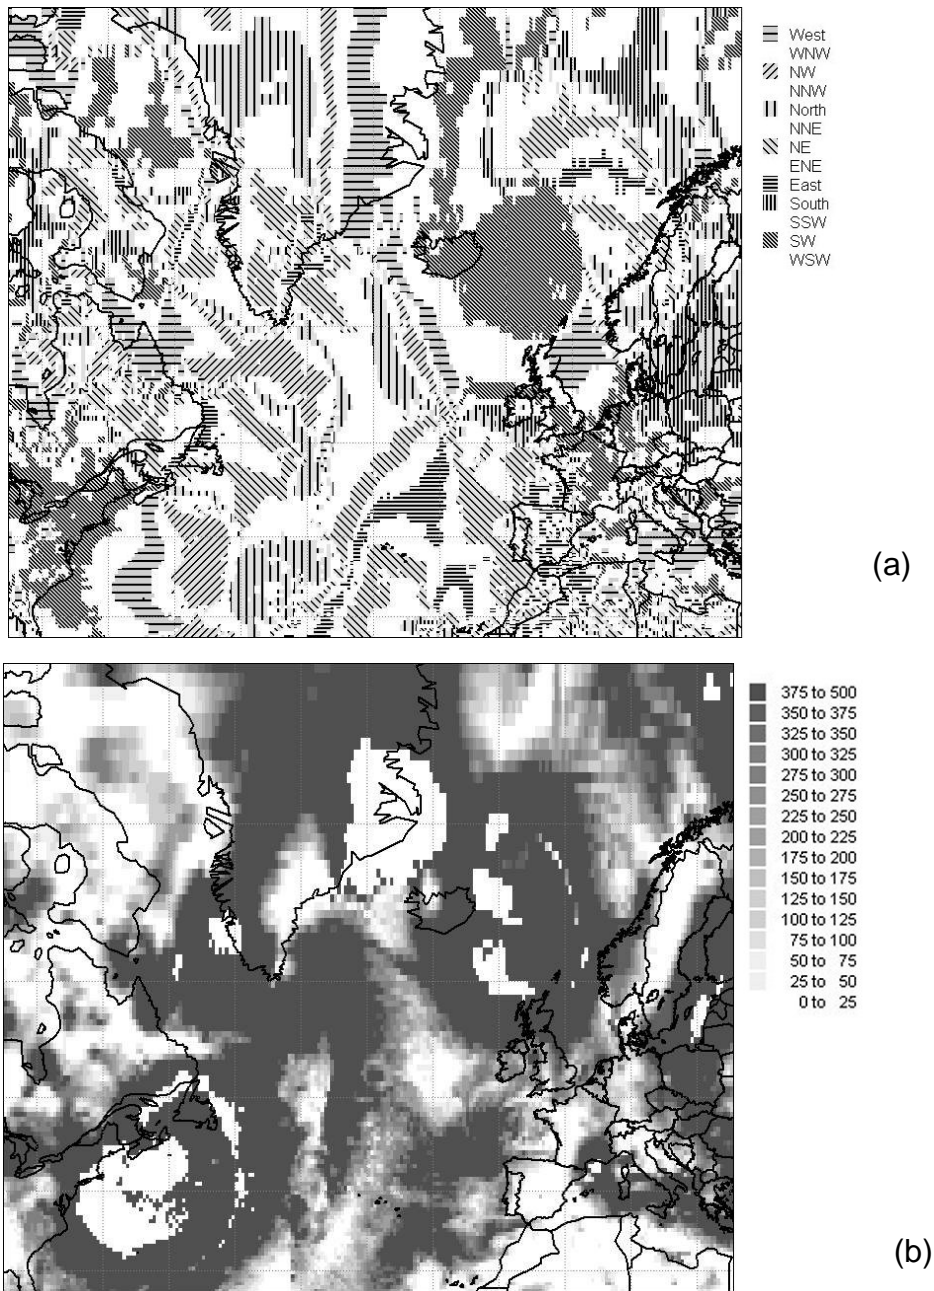 West
WNW
NW
NNW
North
NNE
NE
ENE
East
South
SSW
SW
WSW
(a)
375 to 500
350 to 375
325 to 350
300 to 325
275 to 300
250 to 275
225 to 250
200 to 225
175 to 200
150 to 175
125 to 150
100 to 125
75 to 100
50 to 75
25 to 50
0 to 25
(b)